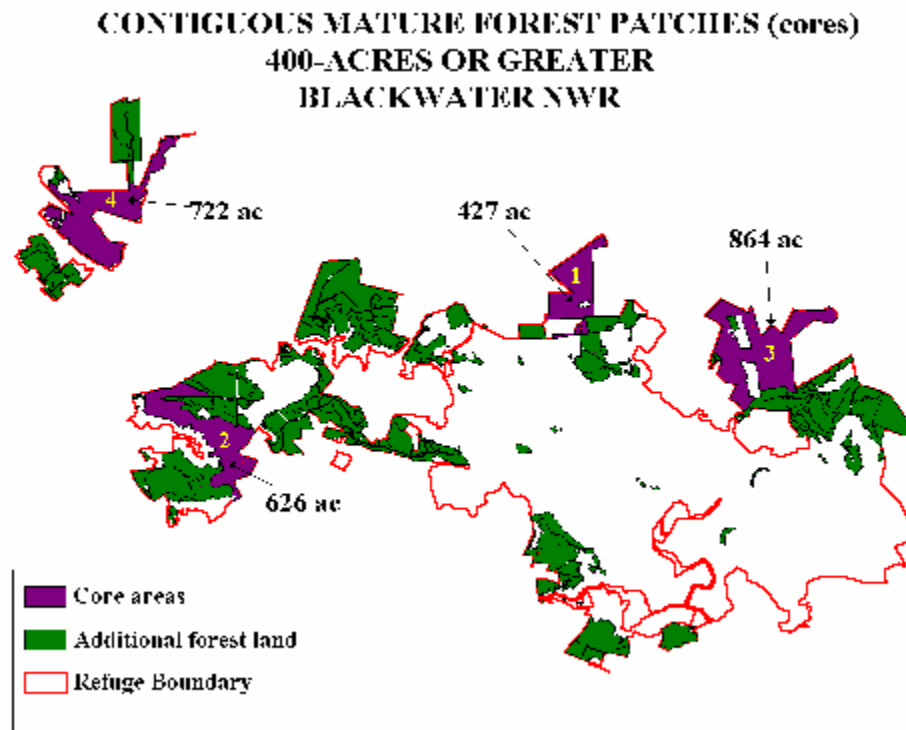 CONTIGUOUS MATURE FOREST PATCHES (cores)
400-ACRES OR GREATER
BLACKWATER NWR
4
722 ac
427 ac
1
864 ac
3
2
626 ac
Core areas
Additional forest land
Refuge Boundary